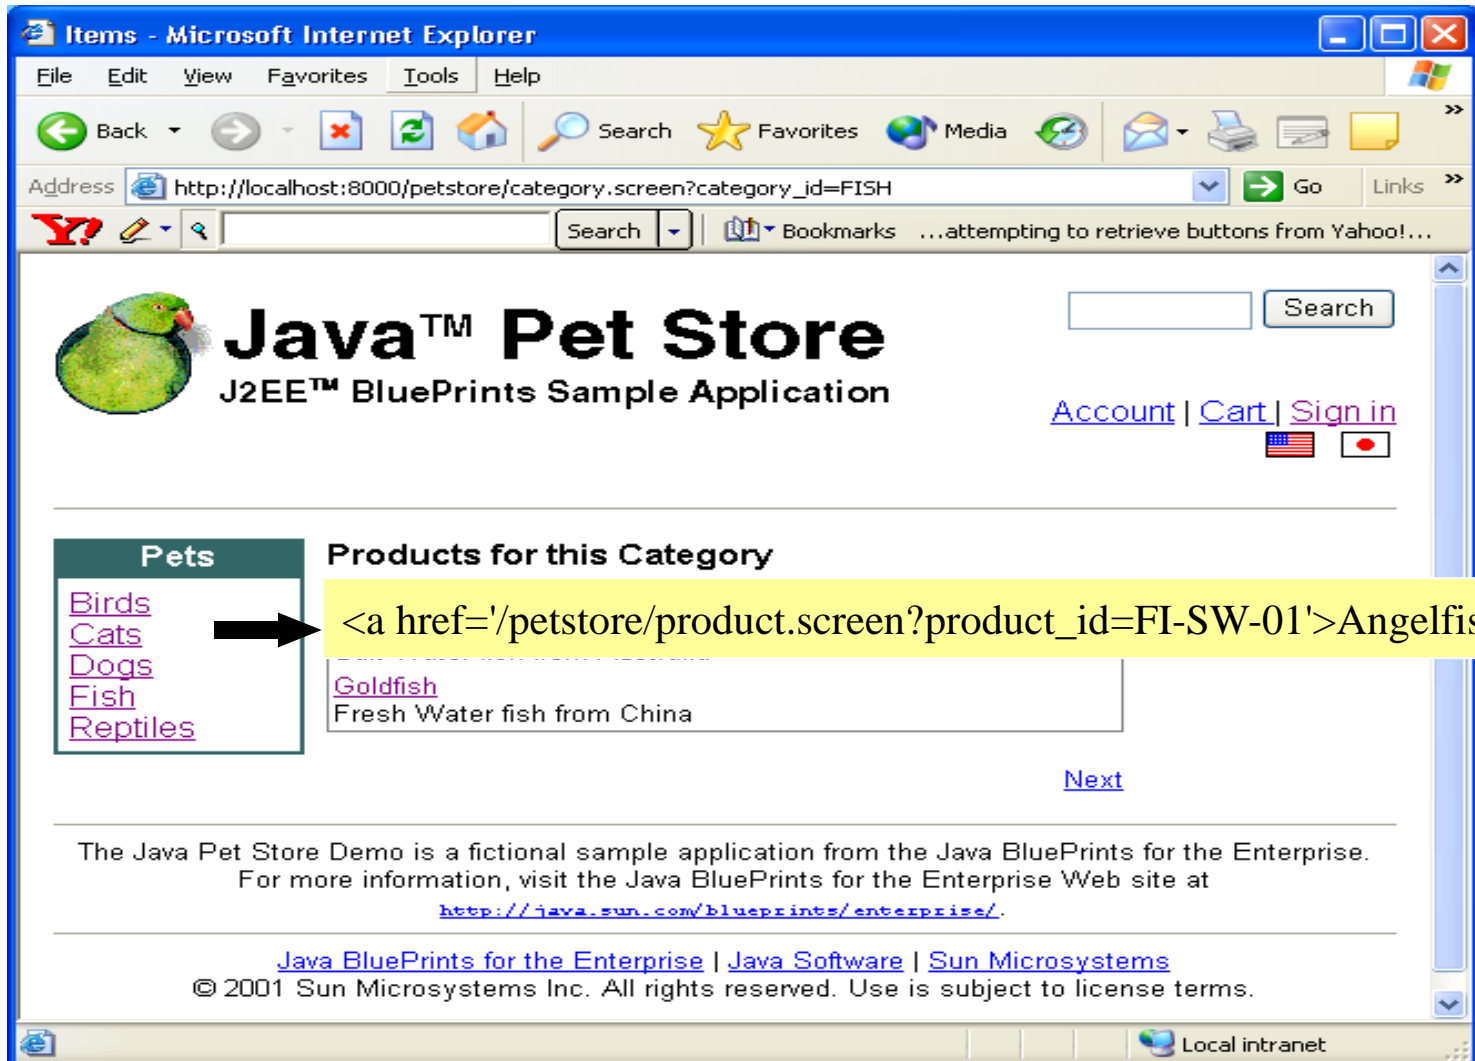 Items - Microsoft Internet Explorer
File Edit View Favorites Tools Help
Back Search Favorites Media »
Address http://localhost:8000/petstore/category.screen?category_id=FISH Go Links »
Y! Search Bookmarks ...attempting to retrieve buttons from Yahoo!...
Java™ Pet Store
Search
J2EE™ BluePrints Sample Application
Account | Cart | Sign in
Pets
Products for this Category
Birds
<a href='/petstore/product.screen?product_id=FI-SW-01'>Angelfis
Cats
Dogs
Goldfish
Fish
Fresh Water fish from China
Reptiles
Next
The Java Pet Store Demo is a fictional sample application from the Java BluePrints for the Enterprise.
For more information, visit the Java BluePrints for the Enterprise Web site at
http://java.sun.com/blueprints/enterprise/.
Java BluePrints for the Enterprise | Java Software | Sun Microsystems
© 2001 Sun Microsystems Inc. All rights reserved. Use is subject to license terms.
Local intranet